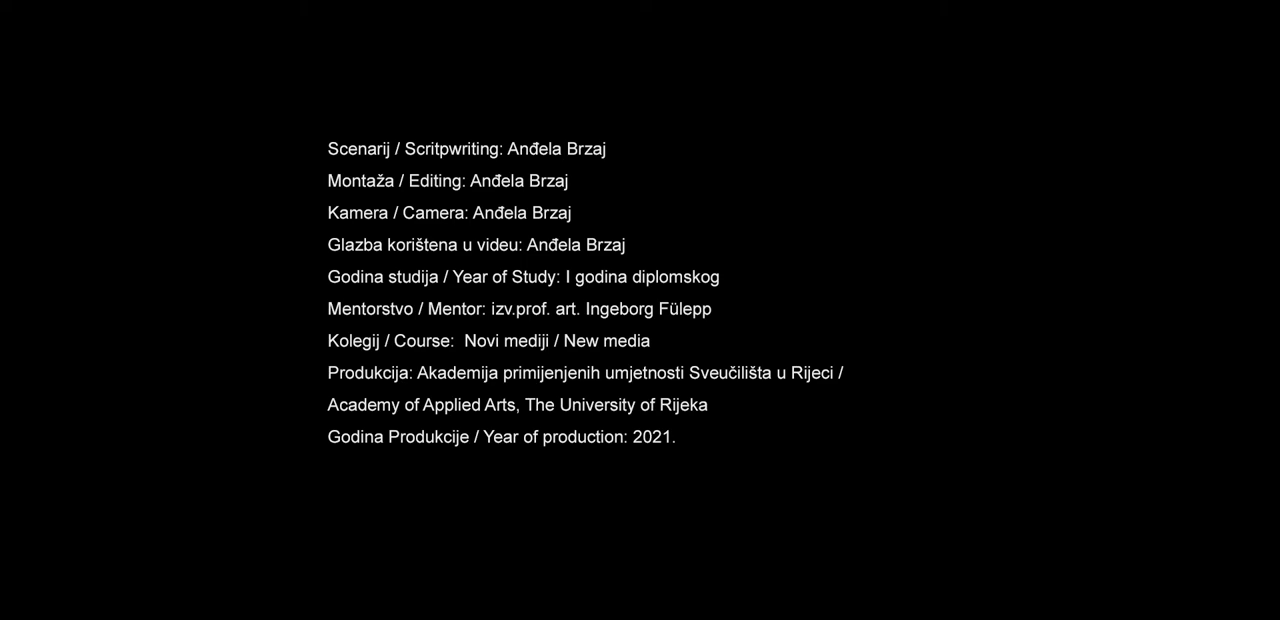 Scenarij / Scritpwriting: Anđela Brzaj
Montaža / Editing: Anđela Brzaj
Kamera / Camera: Anđela Brzaj
Glazba korištena u videu: Anđela Brzaj
Godina studija / Year of Study: I godina diplomskog
Mentorstvo / Mentor: izv.prof. art. Ingeborg Fülepp
Kolegij / Course:  Novi mediji / New media
Produkcija: Akademija primijenjenih umjetnosti Sveučilišta u Rijeci /
Academy of Applied Arts, The University of Rijeka
Godina Produkcije / Year of production: 2021.